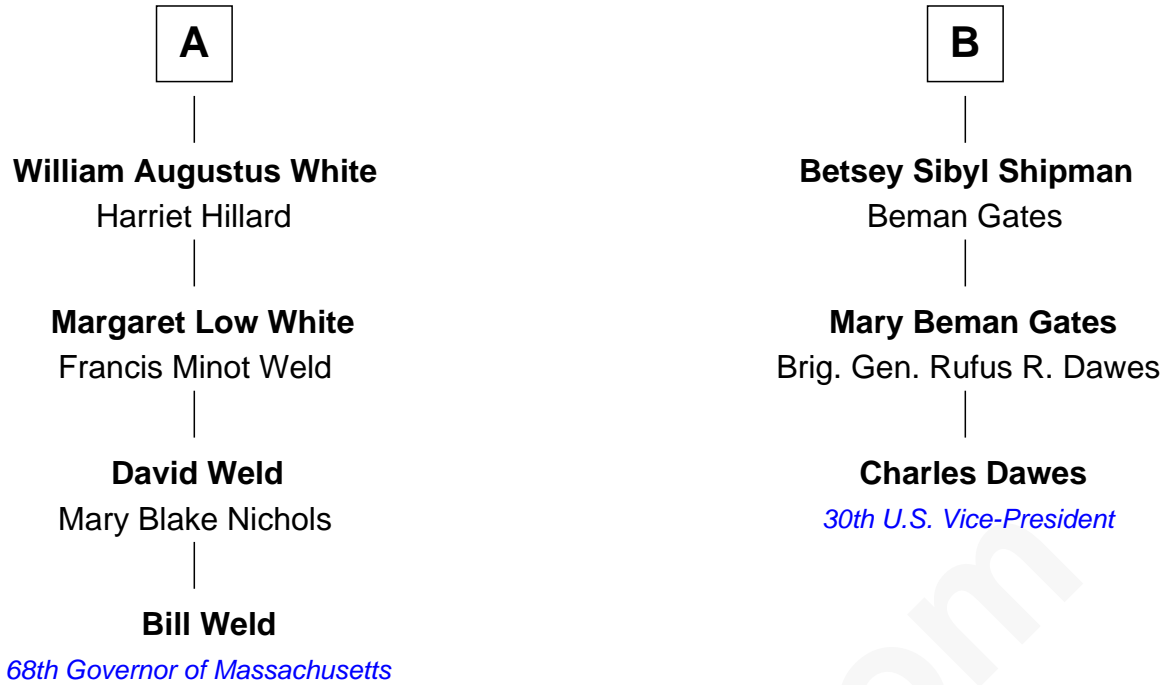 A
William Augustus White
Harriet Hillard
Margaret Low White
Francis Minot Weld
David Weld
Mary Blake Nichols
Bill Weld
68th Governor of Massachusetts
B
Betsey Sibyl Shipman
Beman Gates
Mary Beman Gates
Brig. Gen. Rufus R. Dawes
Charles Dawes
30th U.S. Vice-President
om